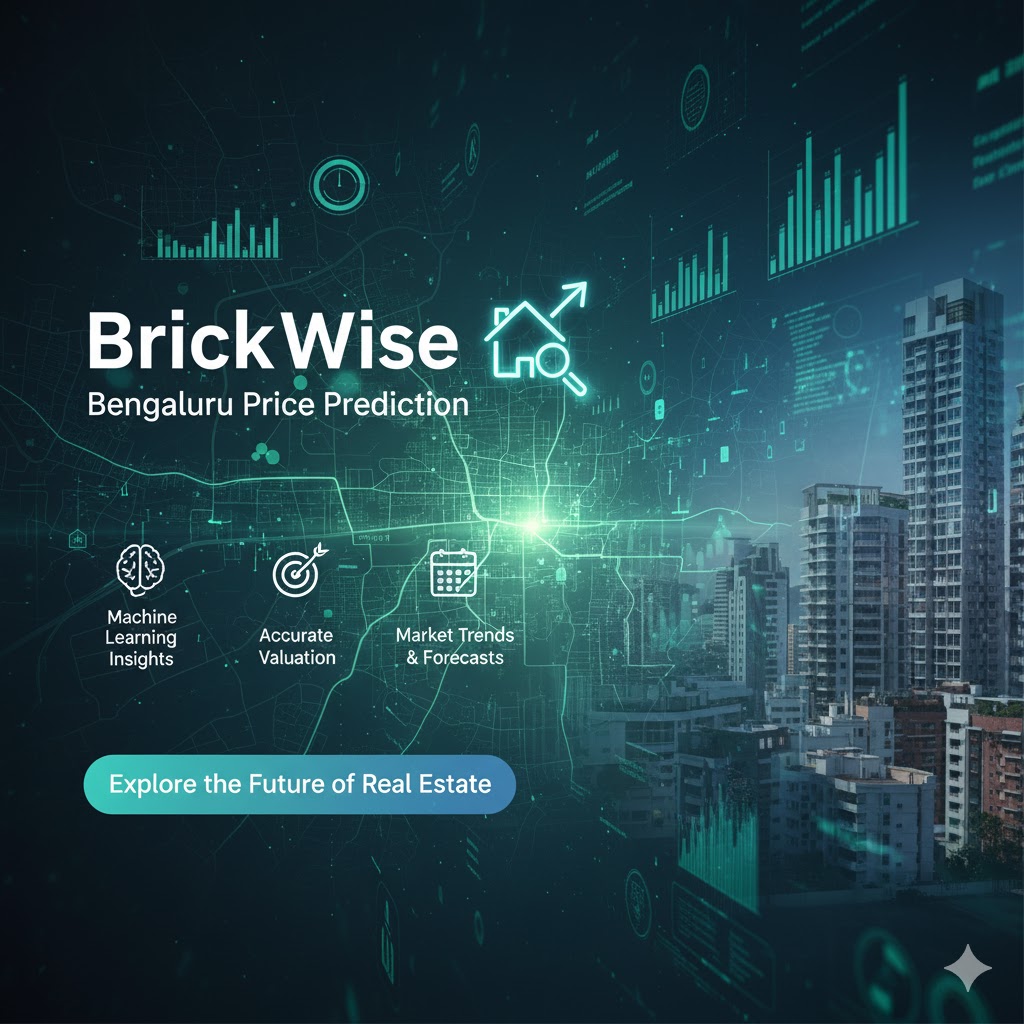 BrickWise
Bengaluru Price Prediction
Machine
Learning
Insights
Accurate
Valuation
Market Trends
& Forecasts
Explore the Future of Real Estate